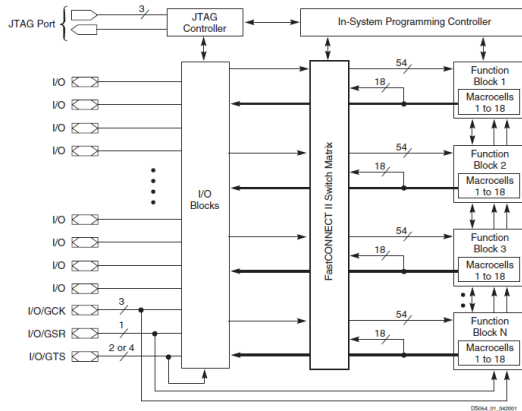 JTAG Port
3
JTAG
Controller
In-System Programming Controller
I/O
I/O
I/O
I/O
I/O
I/O
I/O
I/O
I/O/GCK
3
I/O/GSR
1
I/O/GTS
2 or 4
I/O
Blocks
FastCONNECT II Switch Matrix
54
18
Function
Block 1
Macrocells
1 to 18
54
18
Function
Block 2
Macrocells
1 to 18
54
18
Function
Block 3
Macrocells
1 to 18
54
18
Function
Block N
Macrocells
1 to 18
DS054_01_042001